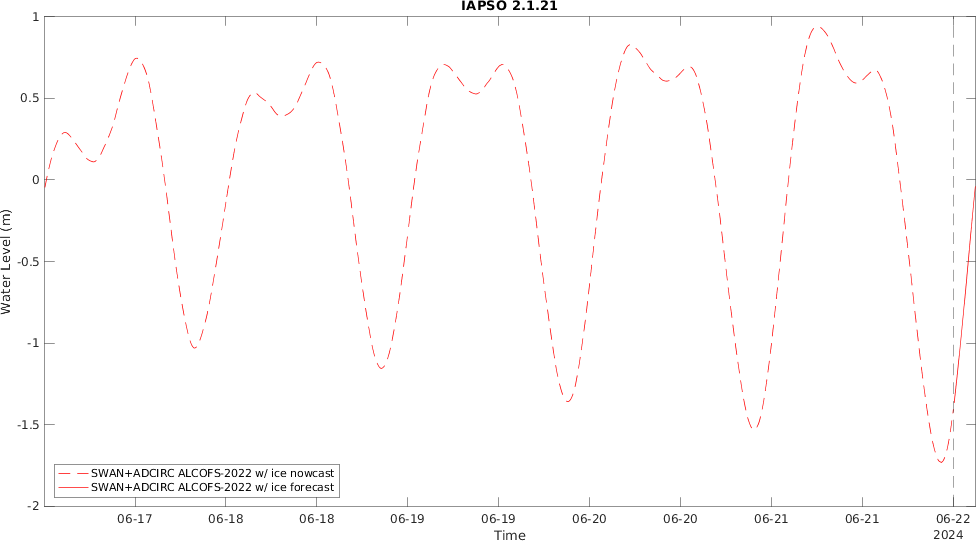 IAPSO 2.1.21
1
0.5
0
-0.5
-1
-1.5
-2
Water Level (m)
SWAN+ADCIRC ALCOFS-2022 w/ ice nowcast
SWAN+ADCIRC ALCOFS-2022 w/ ice forecast
06-17 06-18 06-18 06-19 06-19 06-20 06-20 06-21 06-21 06-22
2024
Time